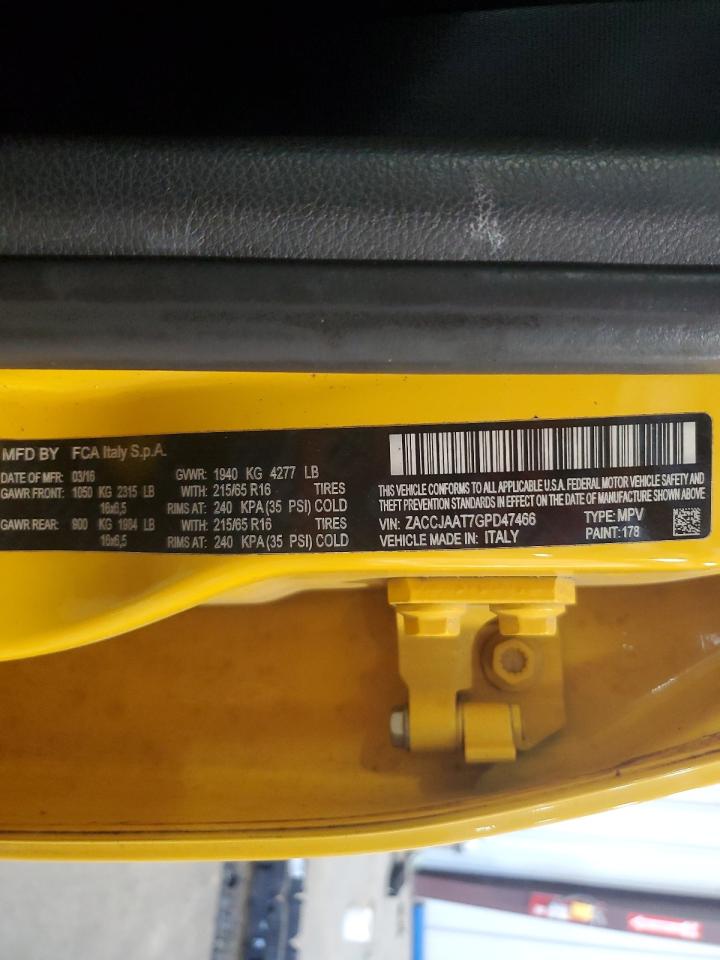 MFD BY FCA Italy S.p.A.
DATE OF MFR: 03/16 GVWR: 1940 KG 4277 LB
GAWR FRONT: 1050 KG 2315 LB WITH: 215/65 R16 TIRES
16x6,5 RIMS AT: 240 KPA (35 PSI) COLD
GAWR REAR: 900 KG 1984 LB WITH: 215/65 R16 TIRES
16x6,5 RIMS AT: 240 KPA (35 PSI) COLD
THIS VEHICLE CONFORMS TO ALL APPLICABLE U.S.A. FEDERAL MOTOR VEHICLE SAFETY AND
THEFT PREVENTION STANDARDS IN EFFECT ON THE DATE OF MANUFACTURE SHOWN ABOVE
VIN: ZACCJAAT7GPD47466 TYPE: MPV
VEHICLE MADE IN: ITALY PAINT: 178